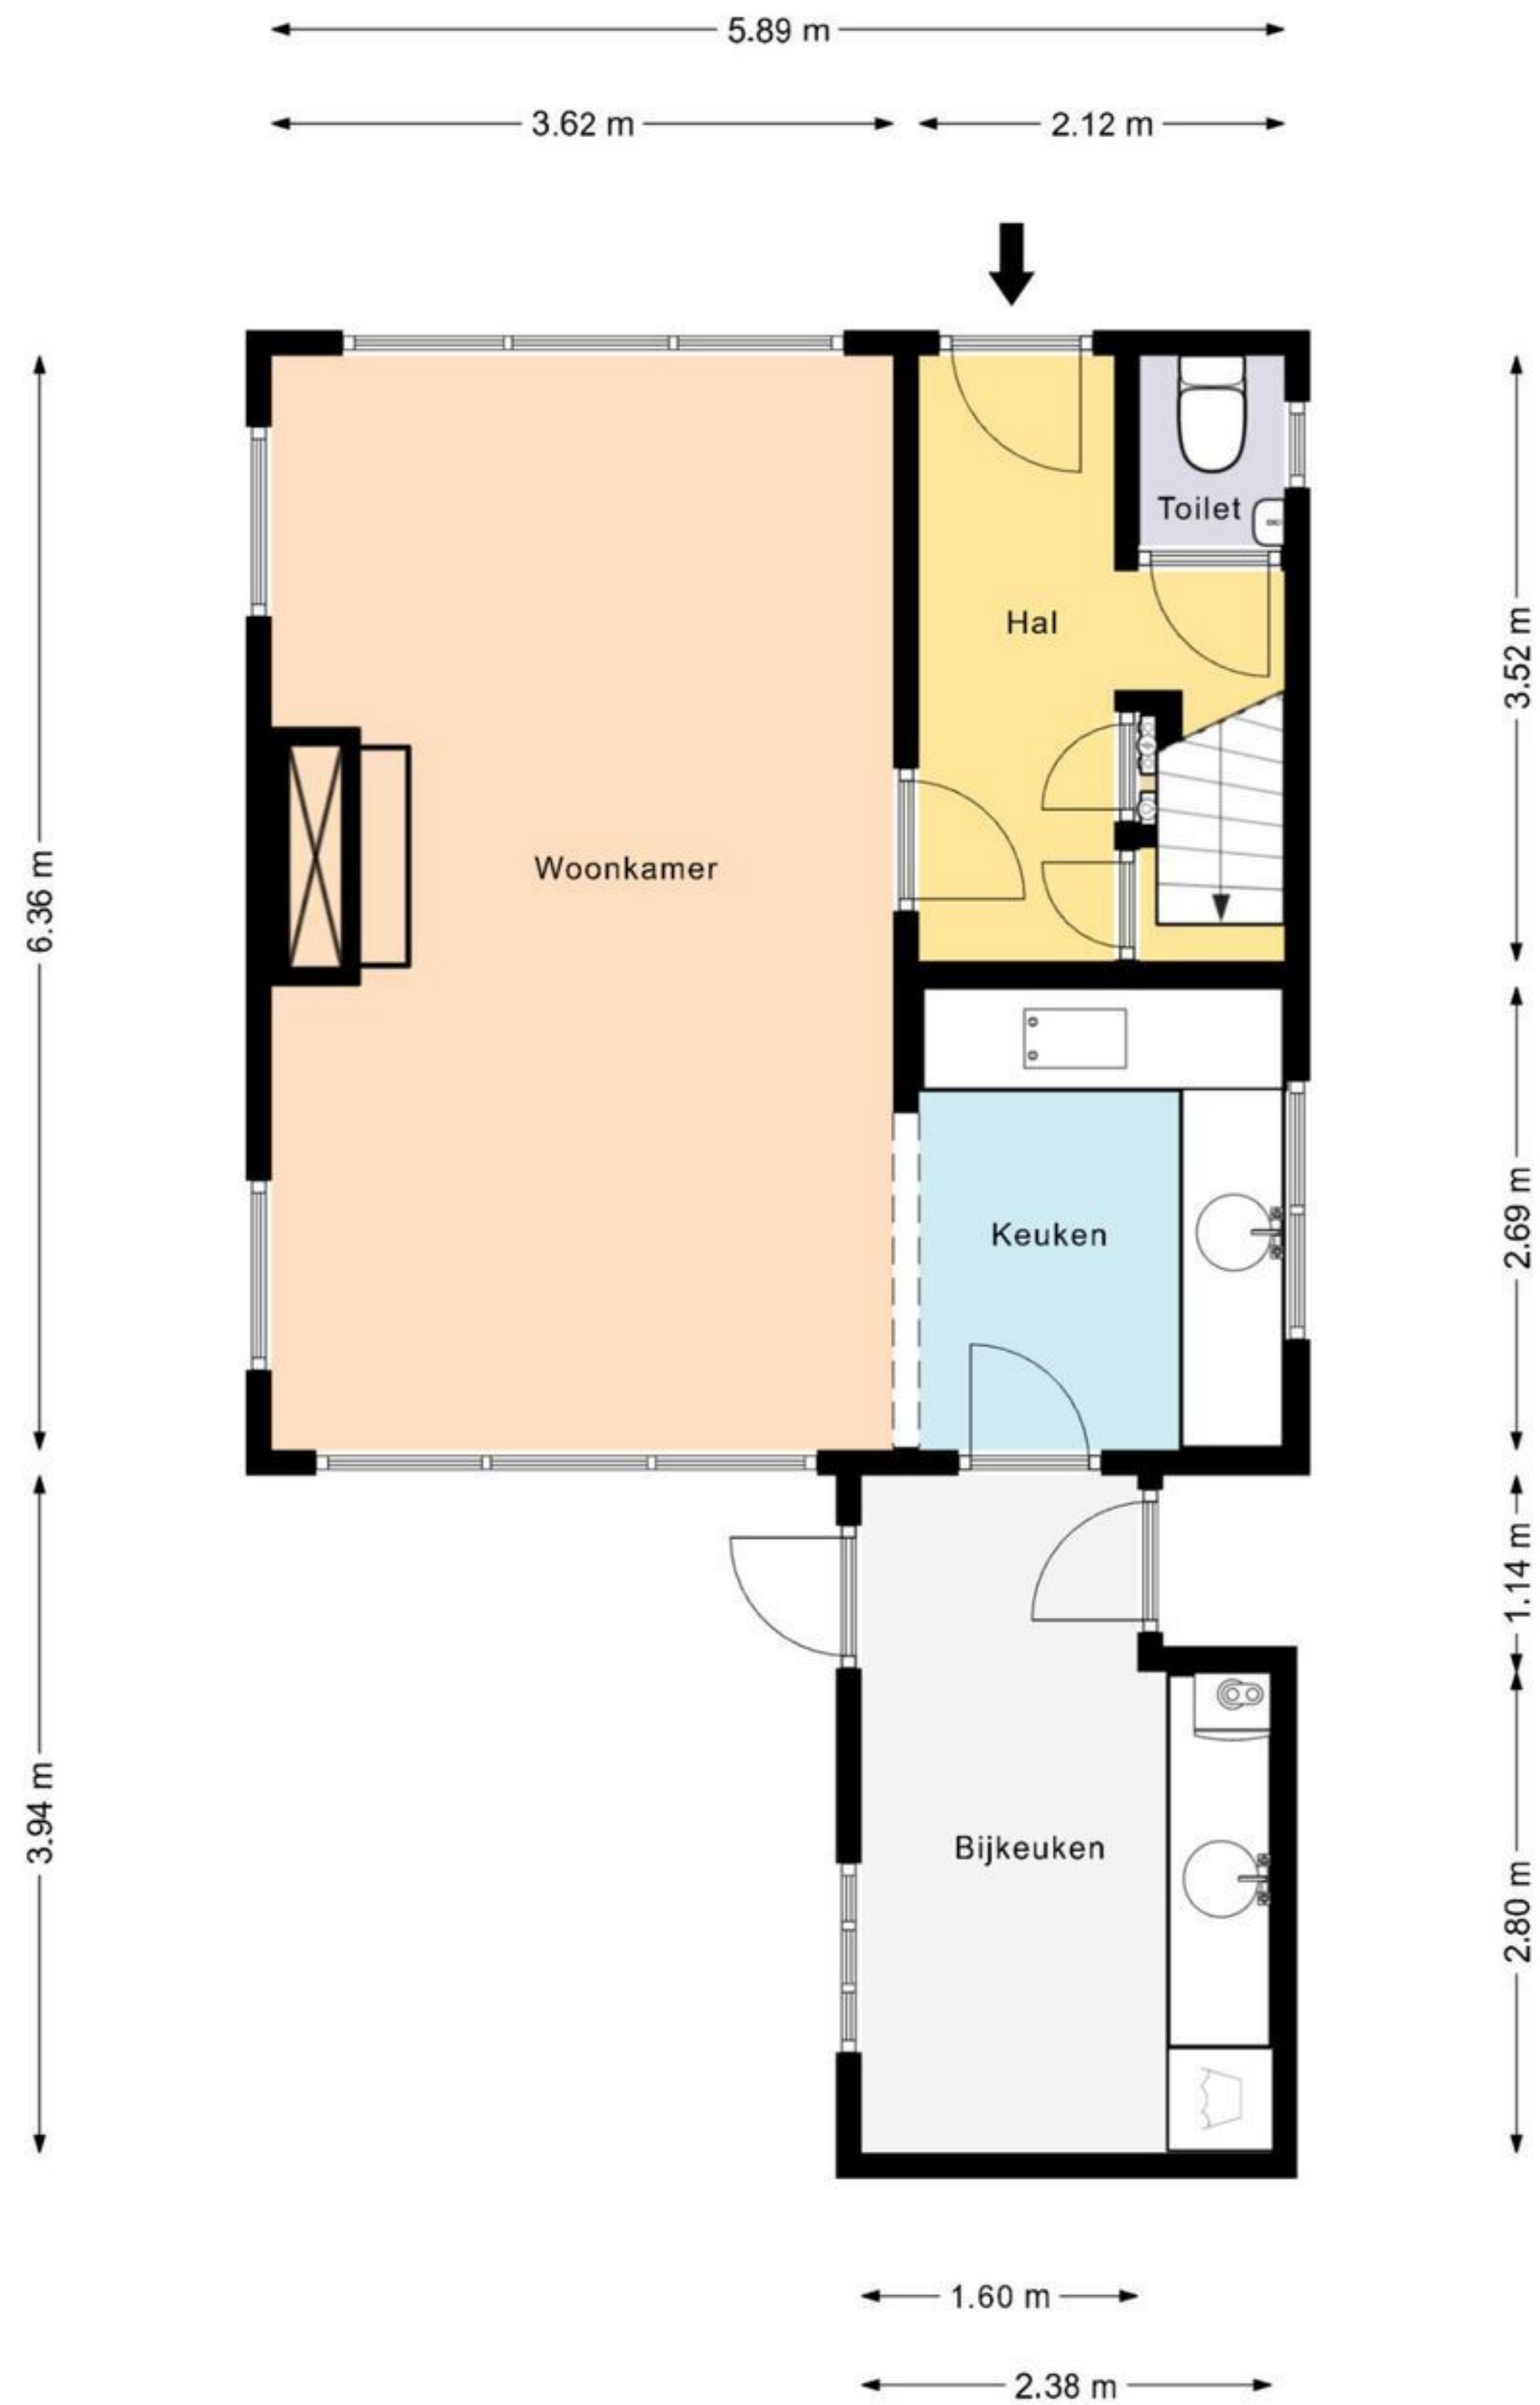 5.89 m
3.62 m
2.12 m
Toilet
Hal
3.52 m
Woonkamer
6.36 m
Keuken
2.69 m
1.14 m
Bijkeuken
3.94 m
2.80 m
1.60 m
2.38 m